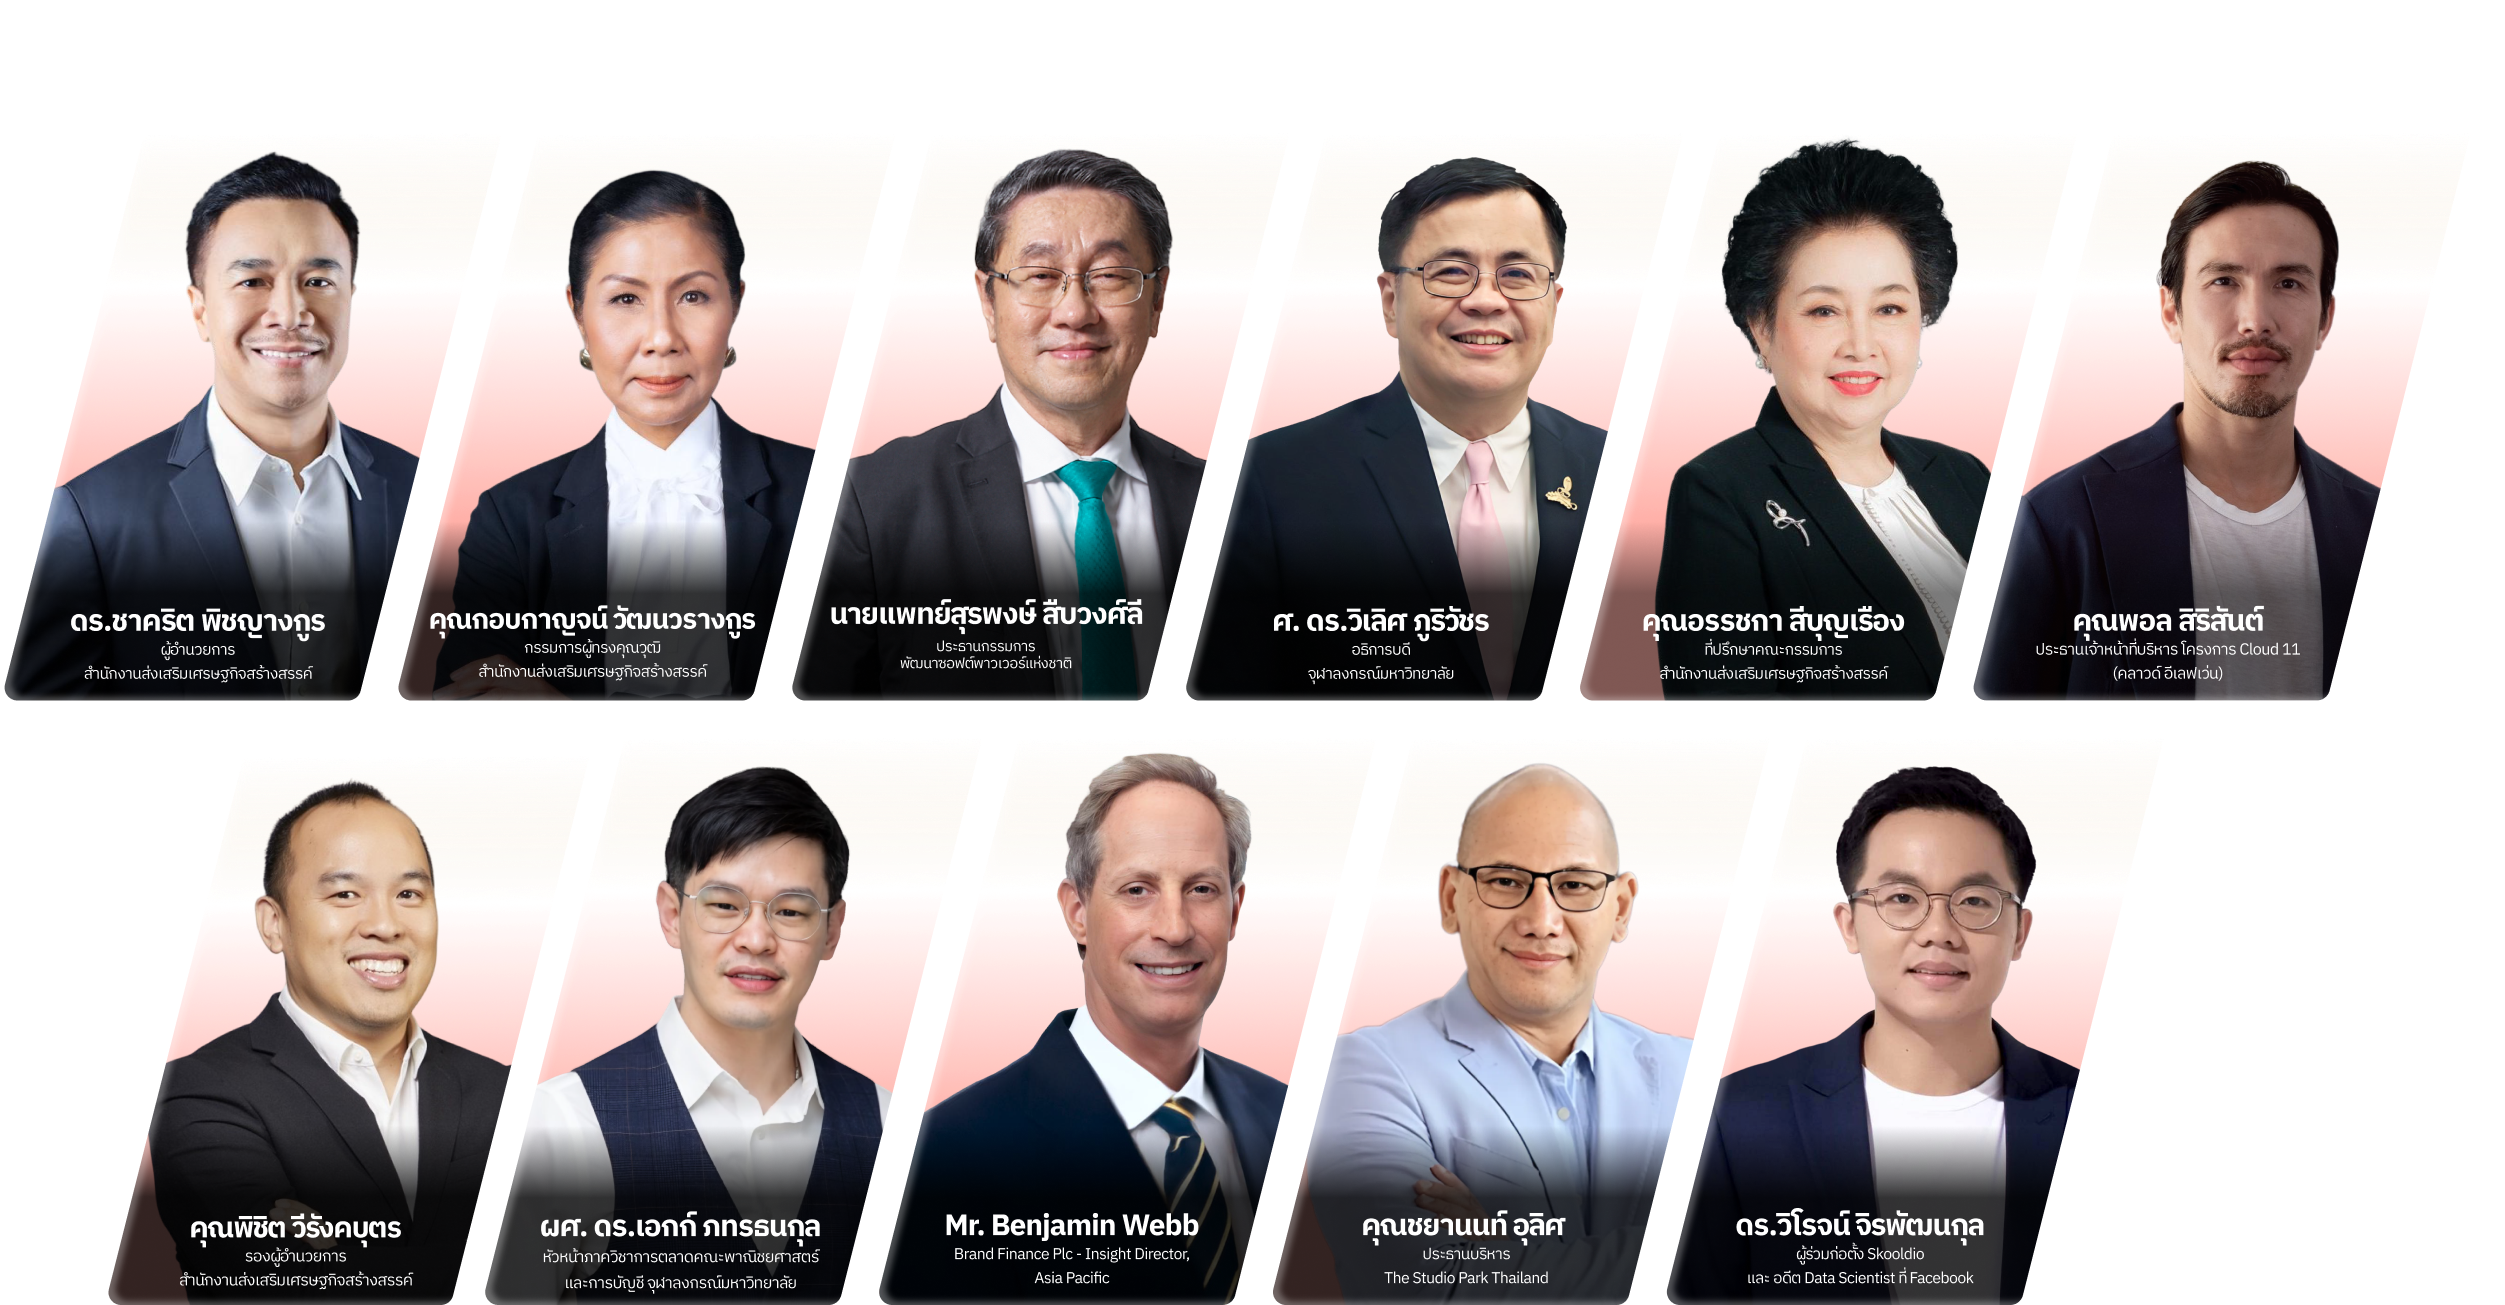 ดร.ชาคริต พิชญางกูร
ผู้อำนวยการ
สำนักงานส่งเสริมเศรษฐกิจสร้างสรรค์
คุณกอบกาญจน์ วัฒนวรางกูร
กรรมการผู้ทรงคุณวุฒิ
สำนักงานส่งเสริมเศรษฐกิจสร้างสรรค์
นายแพทย์สุรพงษ์ สืบวงศ์ลี
ประธานกรรมการ
พัฒนาซอฟต์พาวเวอร์แห่งชาติ
ศ. ดร.วิเลิศ ภูริวัชร
อธิการบดี
จุฬาลงกรณ์มหาวิทยาลัย
คุณอรรชกา สีบุญเรือง
ที่ปรึกษาคณะกรรมการ
สำนักงานส่งเสริมเศรษฐกิจสร้างสรรค์
คุณพอล สิริสันต์
ประธานเจ้าหน้าที่บริหาร โครงการ Cloud 11
(คลาวด์ อีเลฟเว่น)
คุณพิชิต วีรังคบุตร
รองผู้อำนวยการ
สำนักงานส่งเสริมเศรษฐกิจสร้างสรรค์
ผศ. ดร.เอกก์ ภทรธนกุล
หัวหน้าภาควิชาการตลาดคณะพาณิชยศาสตร์
และการบัญชี จุฬาลงกรณ์มหาวิทยาลัย
Mr. Benjamin Webb
Brand Finance Plc - Insight Director,
Asia Pacific
คุณชยานนท์ อุลิศ
ประธานบริหาร
The Studio Park Thailand
ดร.วิโรจน์ จิรพัฒนกุล
ผู้ร่วมก่อตั้ง Skooldio
และ อดีต Data Scientist ที่ Facebook